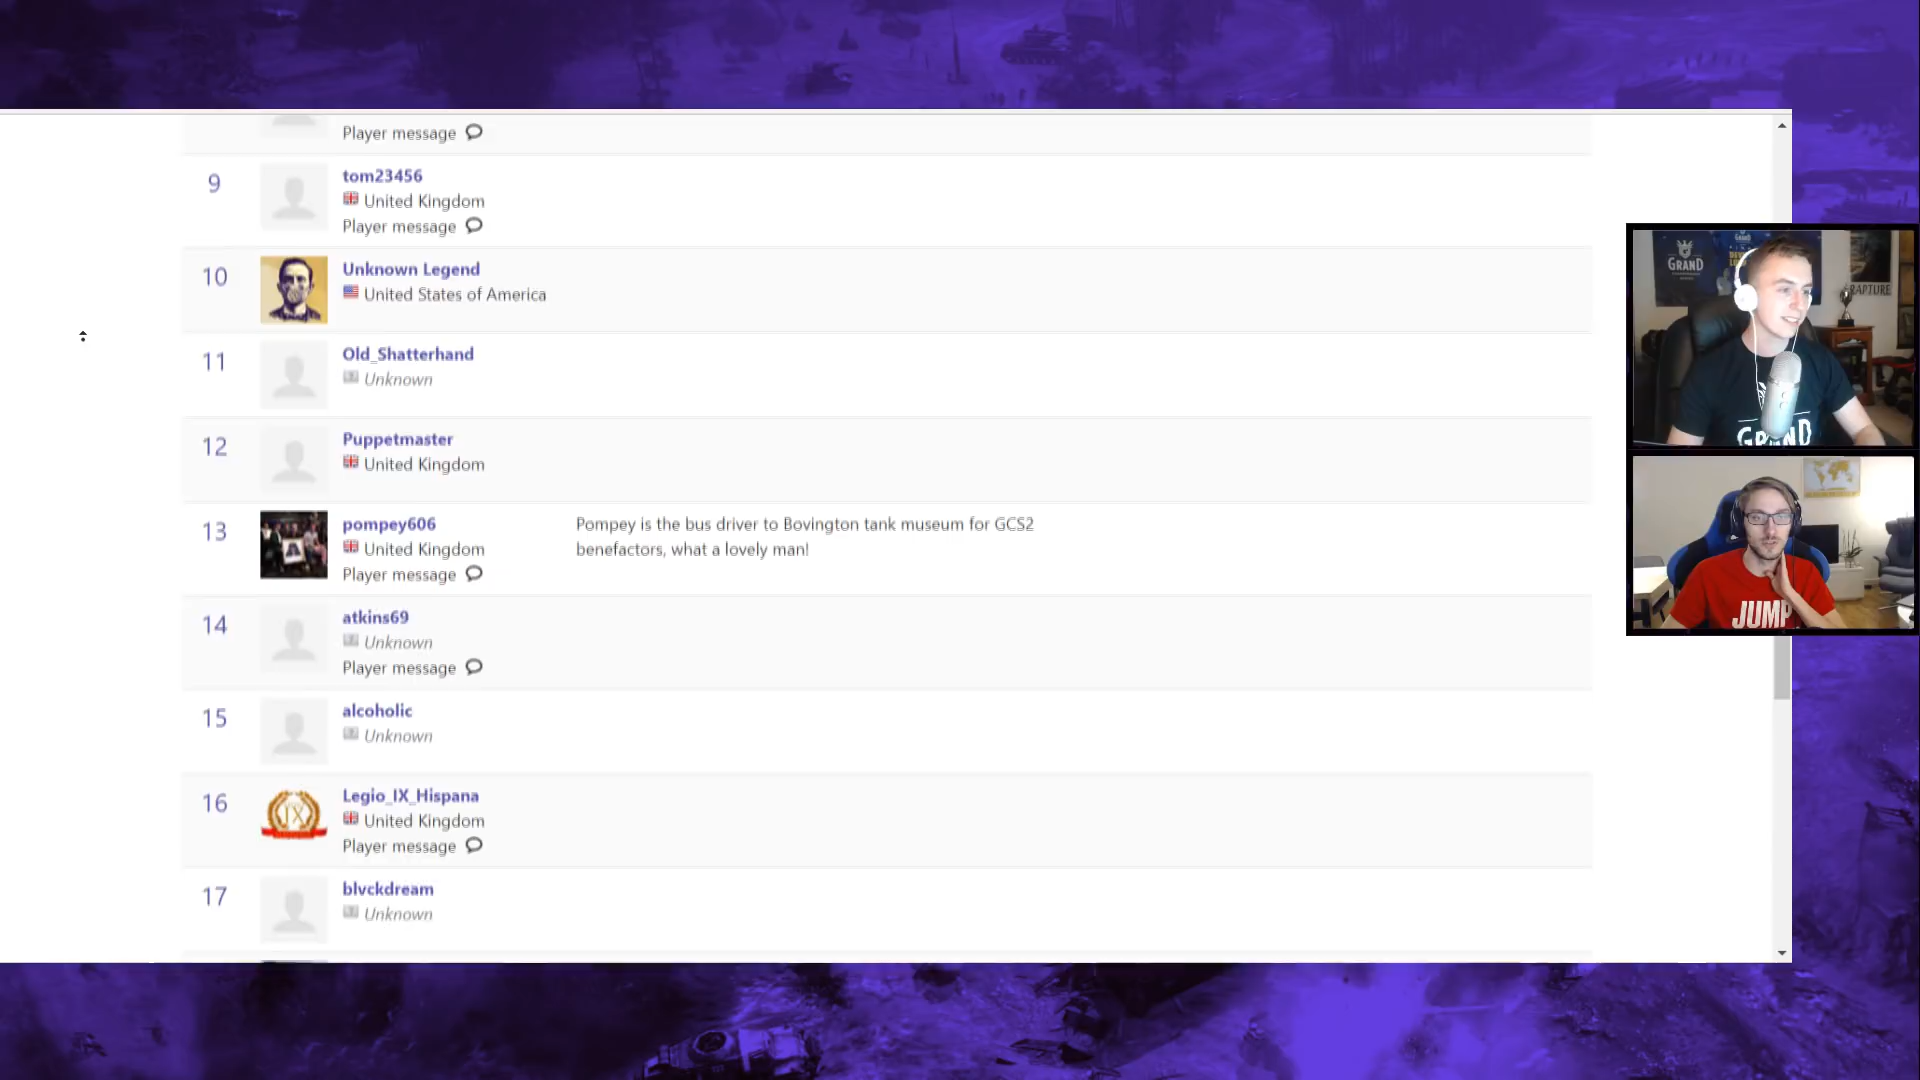 Player message
9
tom23456
United Kingdom
Player message
10
Unknown Legend
United States of America
11
Old_Shatterhand
Unknown
12
Puppetmaster
United Kingdom
13
pompey606
United Kingdom
Player message
Pompey is the bus driver to Bovington tank museum for GCS2
benefactors, what a lovely man!
14
atkins69
Unknown
Player message
15
alcoholic
Unknown
16
IX
Legio_IX_Hispana
United Kingdom
Player message
17
blvckdream
Unknown
GRAND
RAPTURE
GRAND
JUMP